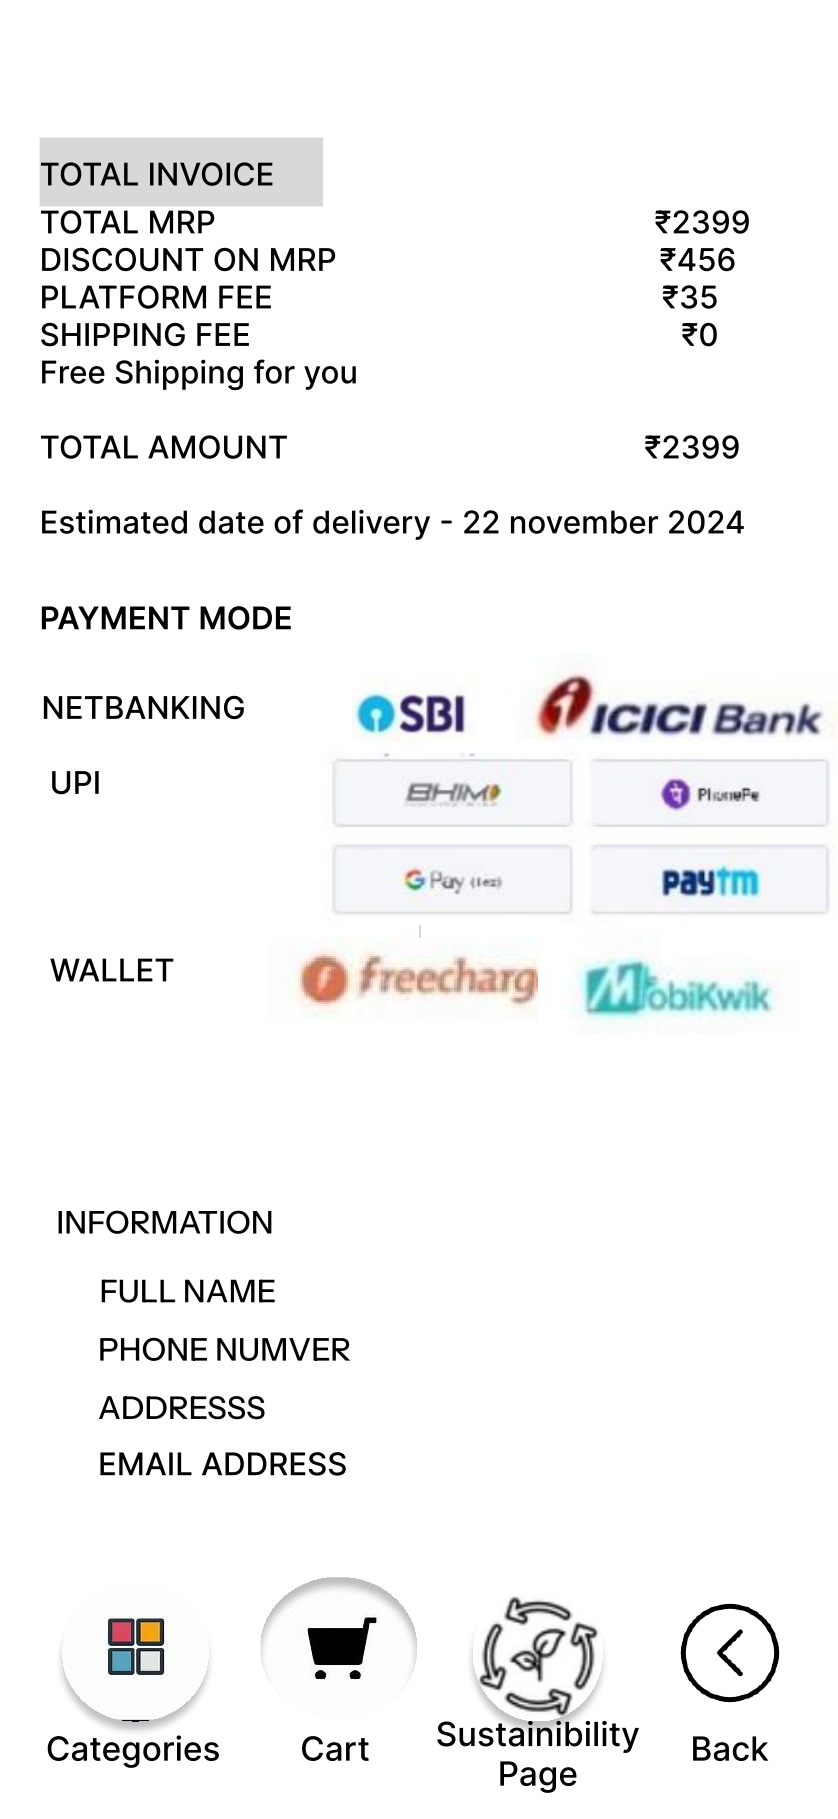 TOTAL INVOICE
TOTAL MRP ₹2399
DISCOUNT ON MRP ₹456
PLATFORM FEE ₹35
SHIPPING FEE ₹0
Free Shipping for you
TOTAL AMOUNT ₹2399
Estimated date of delivery - 22 november 2024
PAYMENT MODE
NETBANKING SBI ICICI Bank
UPI BHIM PhonePe
G Pay (Tez) paytm
WALLET freecharg MobiKwik
INFORMATION
FULL NAME
PHONE NUMVER
ADDRESSS
EMAIL ADDRESS
Categories Cart Sustainibility Page Back